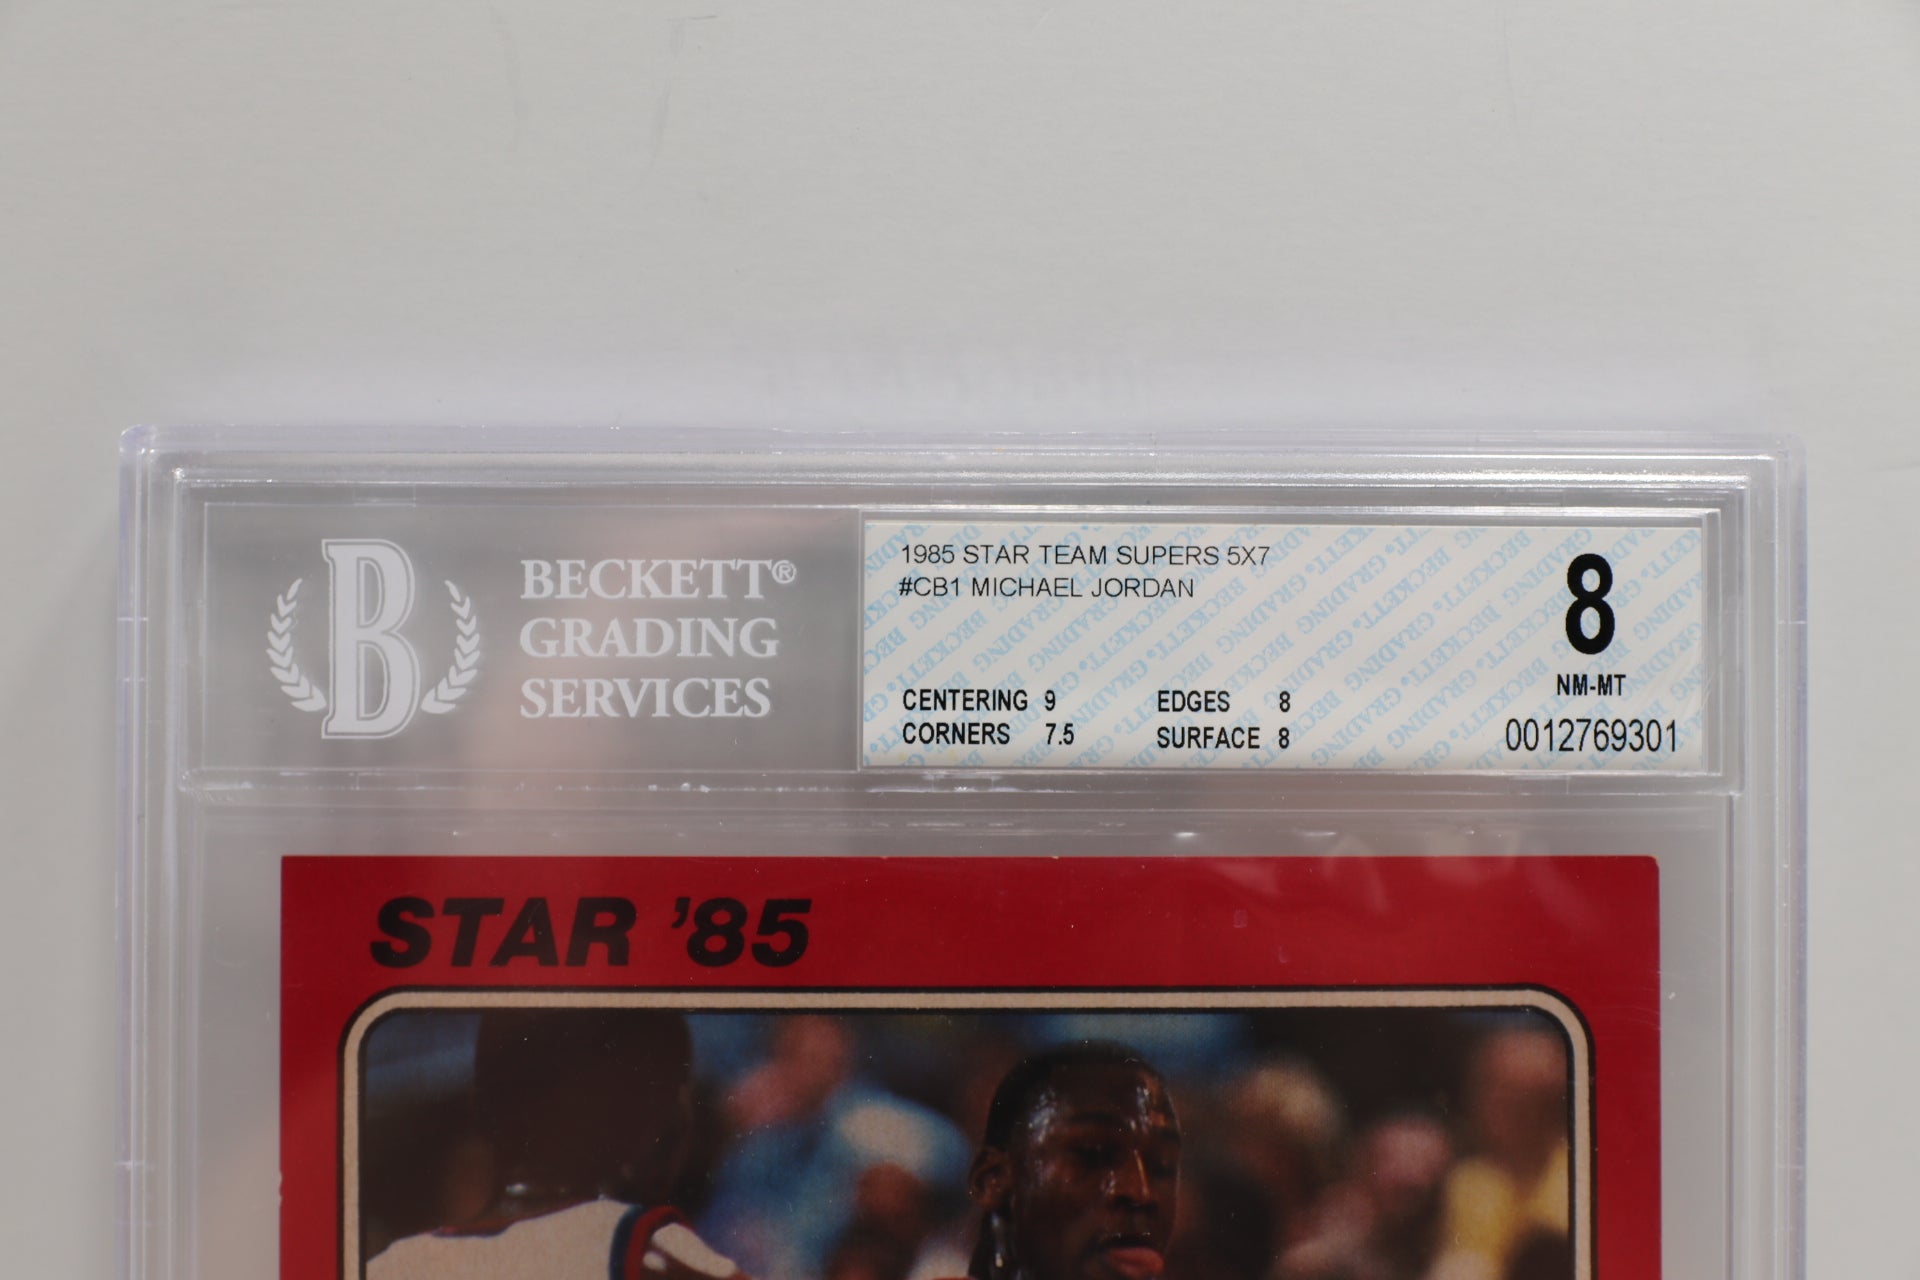 BECKETT®
GRADING
SERVICES
1985 STAR TEAM SUPERS 5X7
#CB1 MICHAEL JORDAN
CENTERING 9 EDGES 8
CORNERS 7.5 SURFACE 8
8
NM-MT
0012769301
STAR '85